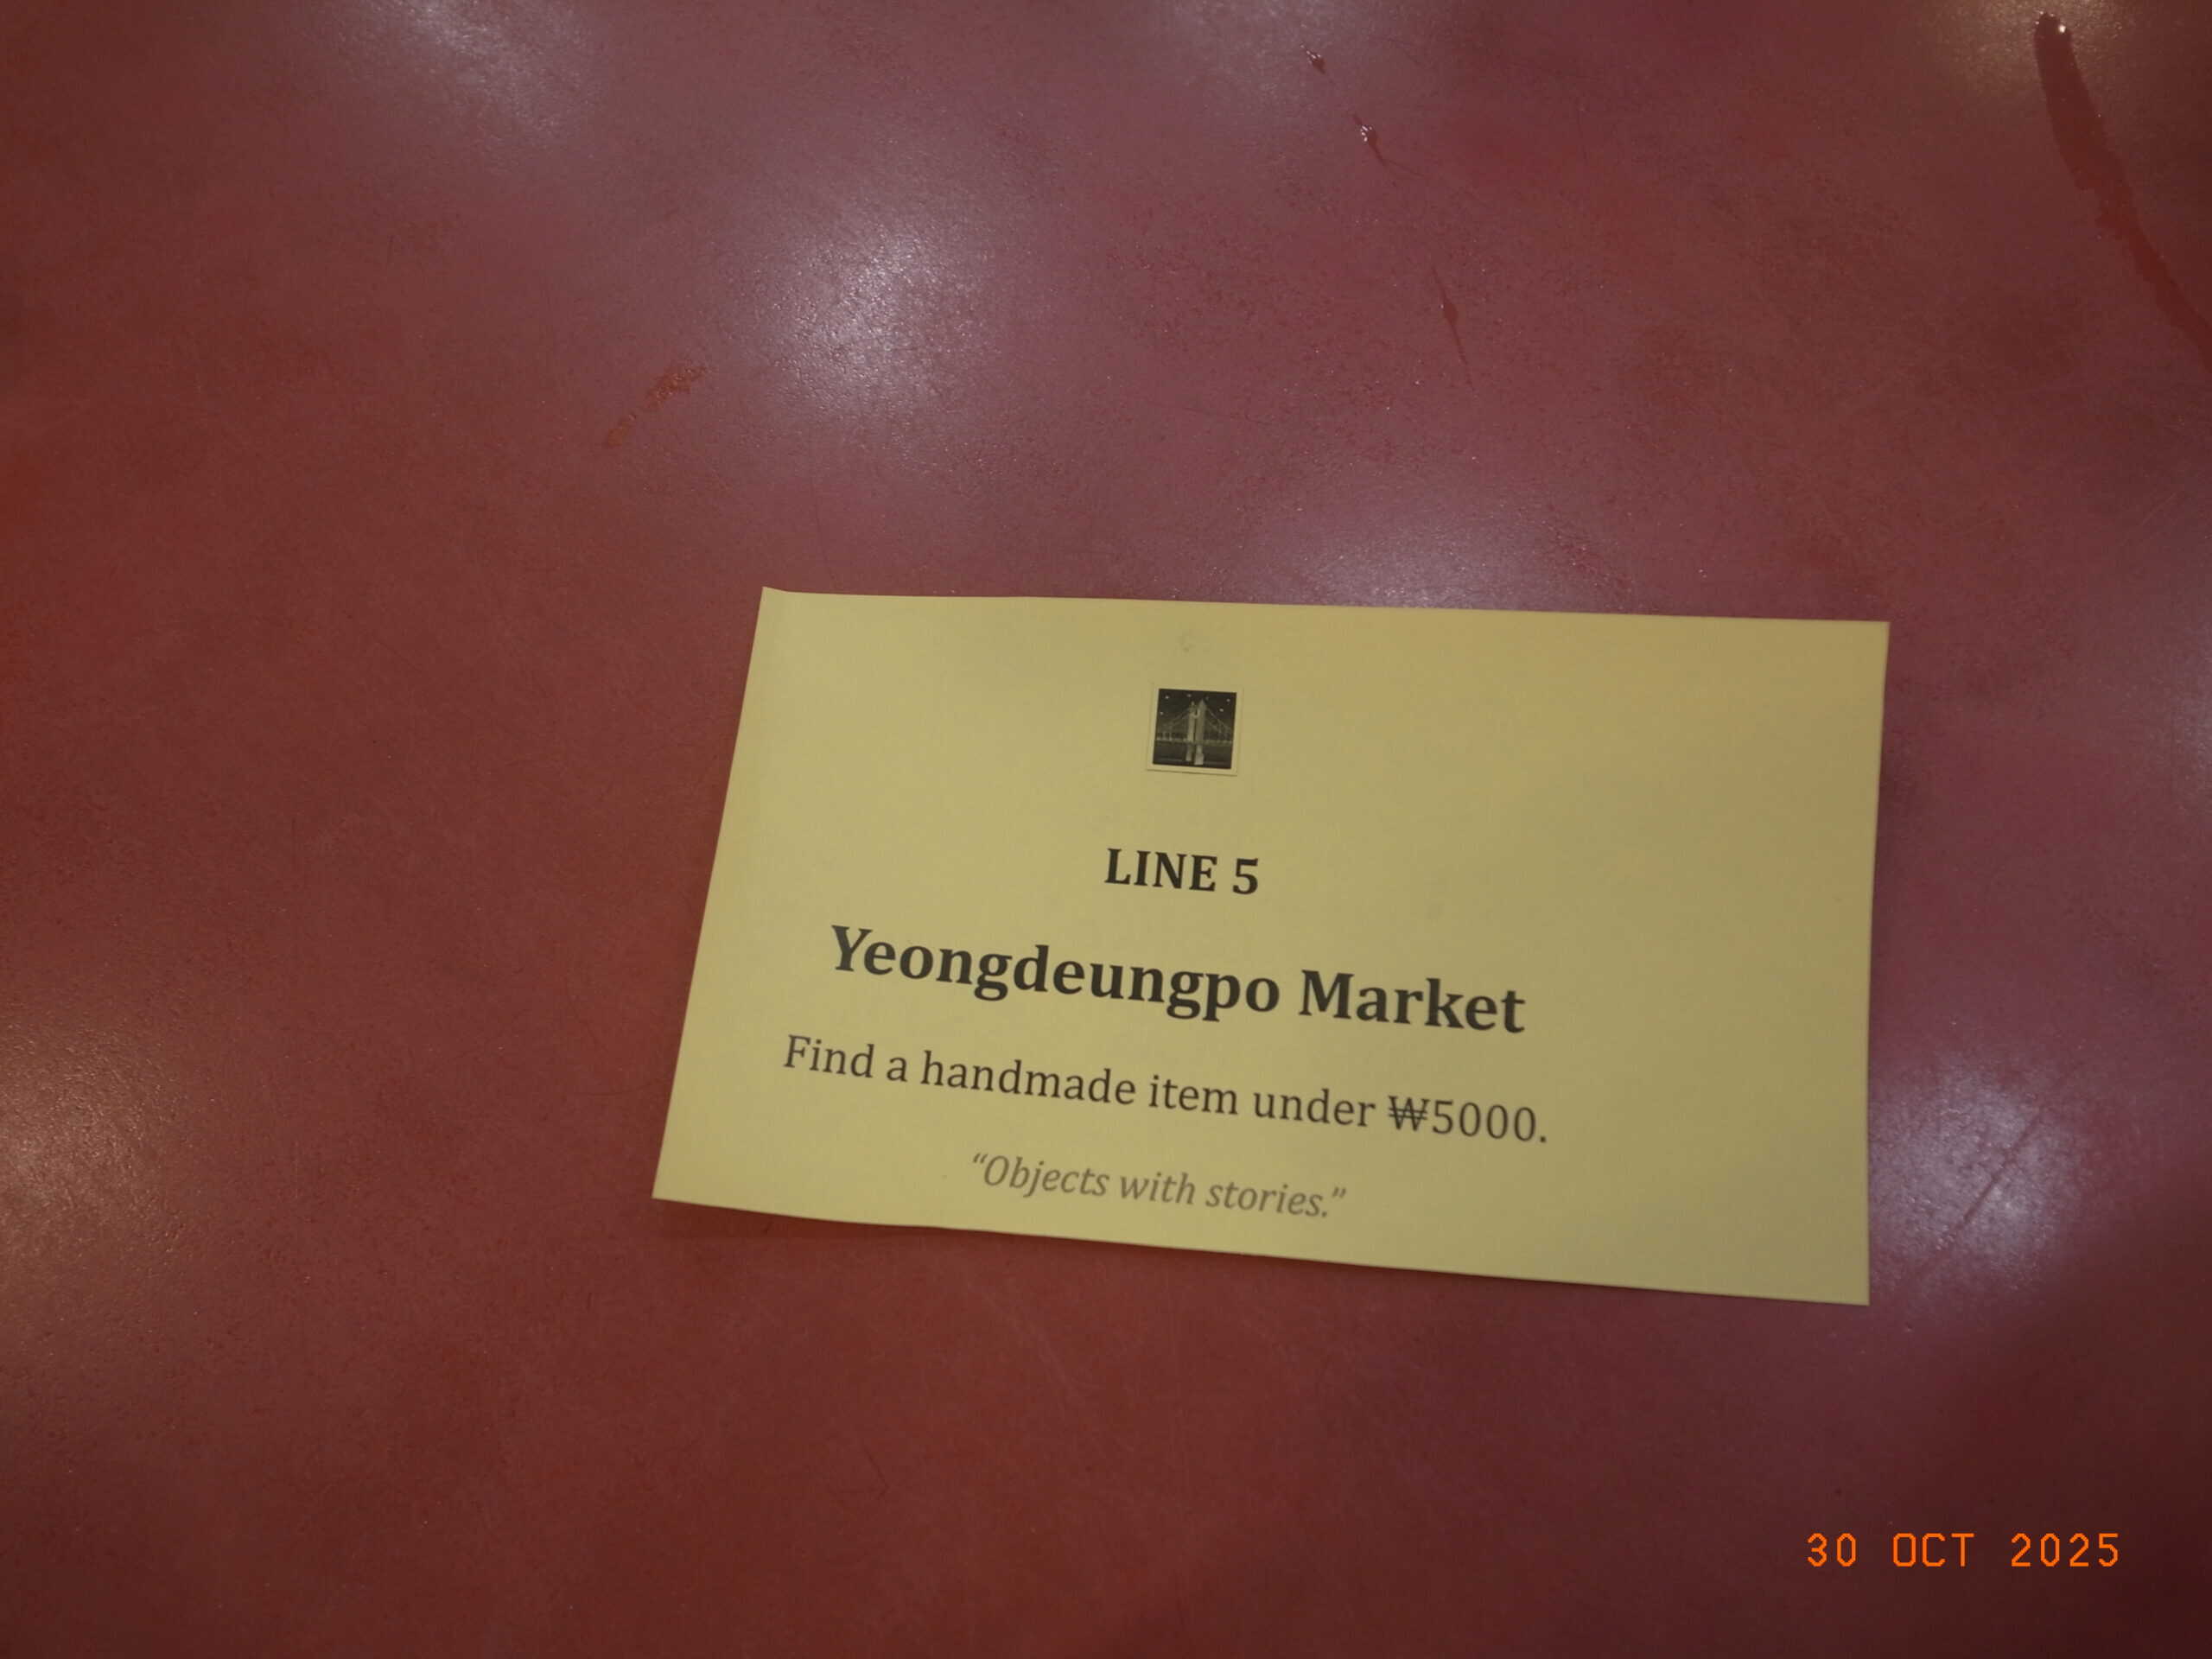 LINE 5
Yeongdeungpo Market
Find a handmade item under ₩5000.
“Objects with stories.”
30 OCT 2025